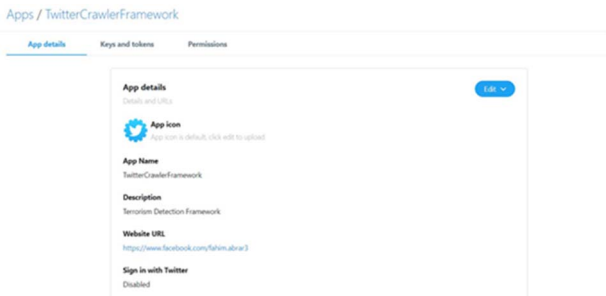 Apps / TwitterCrawlerFramework
App details Keys and tokens Permissions
App details
Edit
Details and URLs
App icon
App icon is default, click edit to upload
App Name
TwitterCrawlerFramework
Description
Terrorism Detection Framework
Website URL
https://www.facebook.com/fahim.abrar3
Sign in with Twitter
Disabled